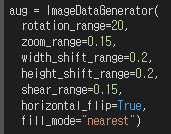 aug = ImageDataGenerator(
rotation_range=20,
zoom_range=0.15,
width_shift_range=0.2,
height_shift_range=0.2,
shear_range=0.15,
horizontal_flip=True,
fill_mode="nearest")